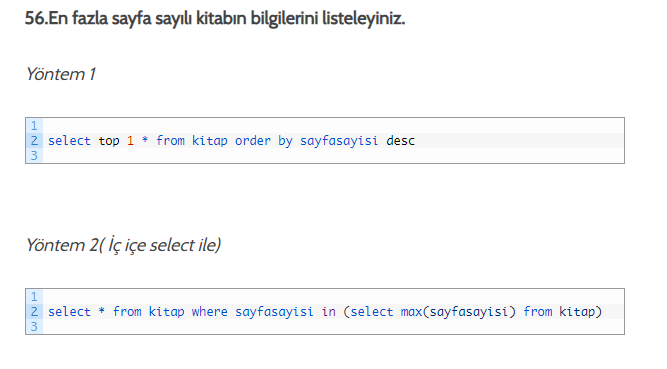 56.En fazla sayfa sayılı kitabın bilgilerini listeleyiniz.
Yöntem 1
1
2 select top 1 * from kitap order by sayfasayisi desc
3
Yöntem 2( İç içe select ile)
1
2 select * from kitap where sayfasayisi in (select max(sayfasayisi) from kitap)
3